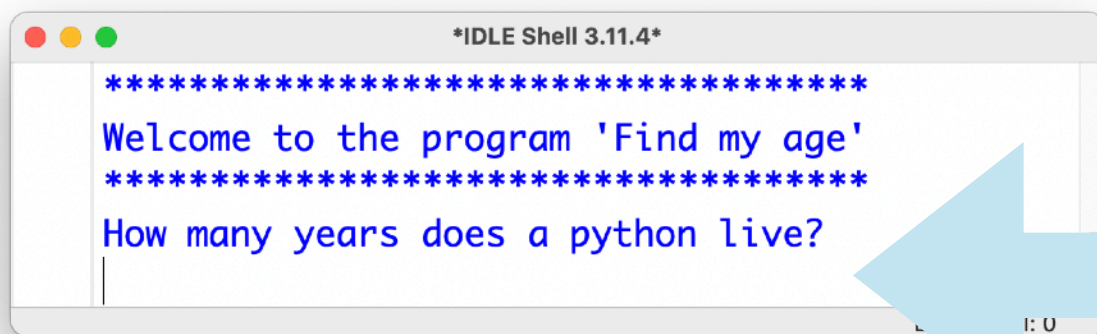 *IDLE Shell 3.11.4*
************************************
Welcome to the program 'Find my age'
************************************
How many years does a python live?